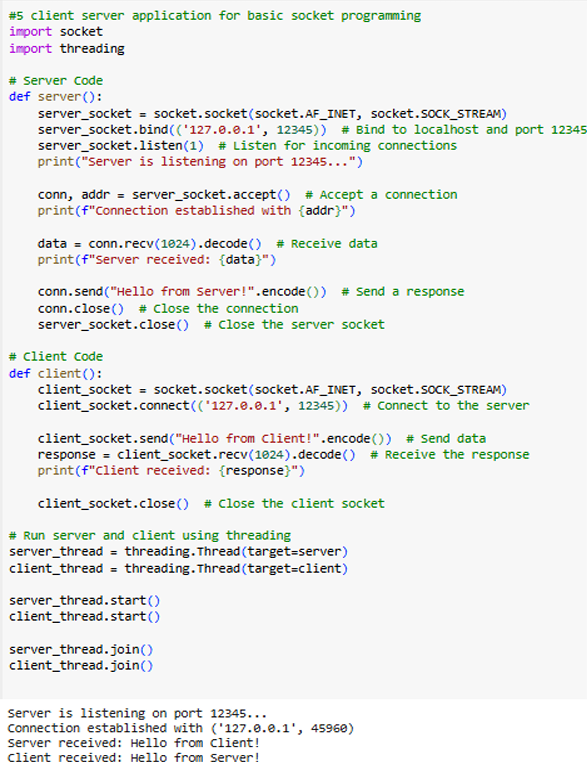 #5 client server application for basic socket programming
import socket
import threading

# Server Code
def server():
    server_socket = socket.socket(socket.AF_INET, socket.SOCK_STREAM)
    server_socket.bind(('127.0.0.1', 12345))  # Bind to localhost and port 12345
    server_socket.listen(1)  # Listen for incoming connections
    print("Server is listening on port 12345...")

    conn, addr = server_socket.accept()  # Accept a connection
    print(f"Connection established with {addr}")

    data = conn.recv(1024).decode()  # Receive data
    print(f"Server received: {data}")

    conn.send("Hello from Server!".encode())  # Send a response
    conn.close()  # Close the connection
    server_socket.close()  # Close the server socket

# Client Code
def client():
    client_socket = socket.socket(socket.AF_INET, socket.SOCK_STREAM)
    client_socket.connect(('127.0.0.1', 12345))  # Connect to the server

    client_socket.send("Hello from Client!".encode())  # Send data
    response = client_socket.recv(1024).decode()  # Receive the response
    print(f"Client received: {response}")

    client_socket.close()  # Close the client socket

# Run server and client using threading
server_thread = threading.Thread(target=server)
client_thread = threading.Thread(target=client)

server_thread.start()
client_thread.start()

server_thread.join()
client_thread.join()

Server is listening on port 12345...
Connection established with ('127.0.0.1', 45960)
Server received: Hello from Client!
Client received: Hello from Server!